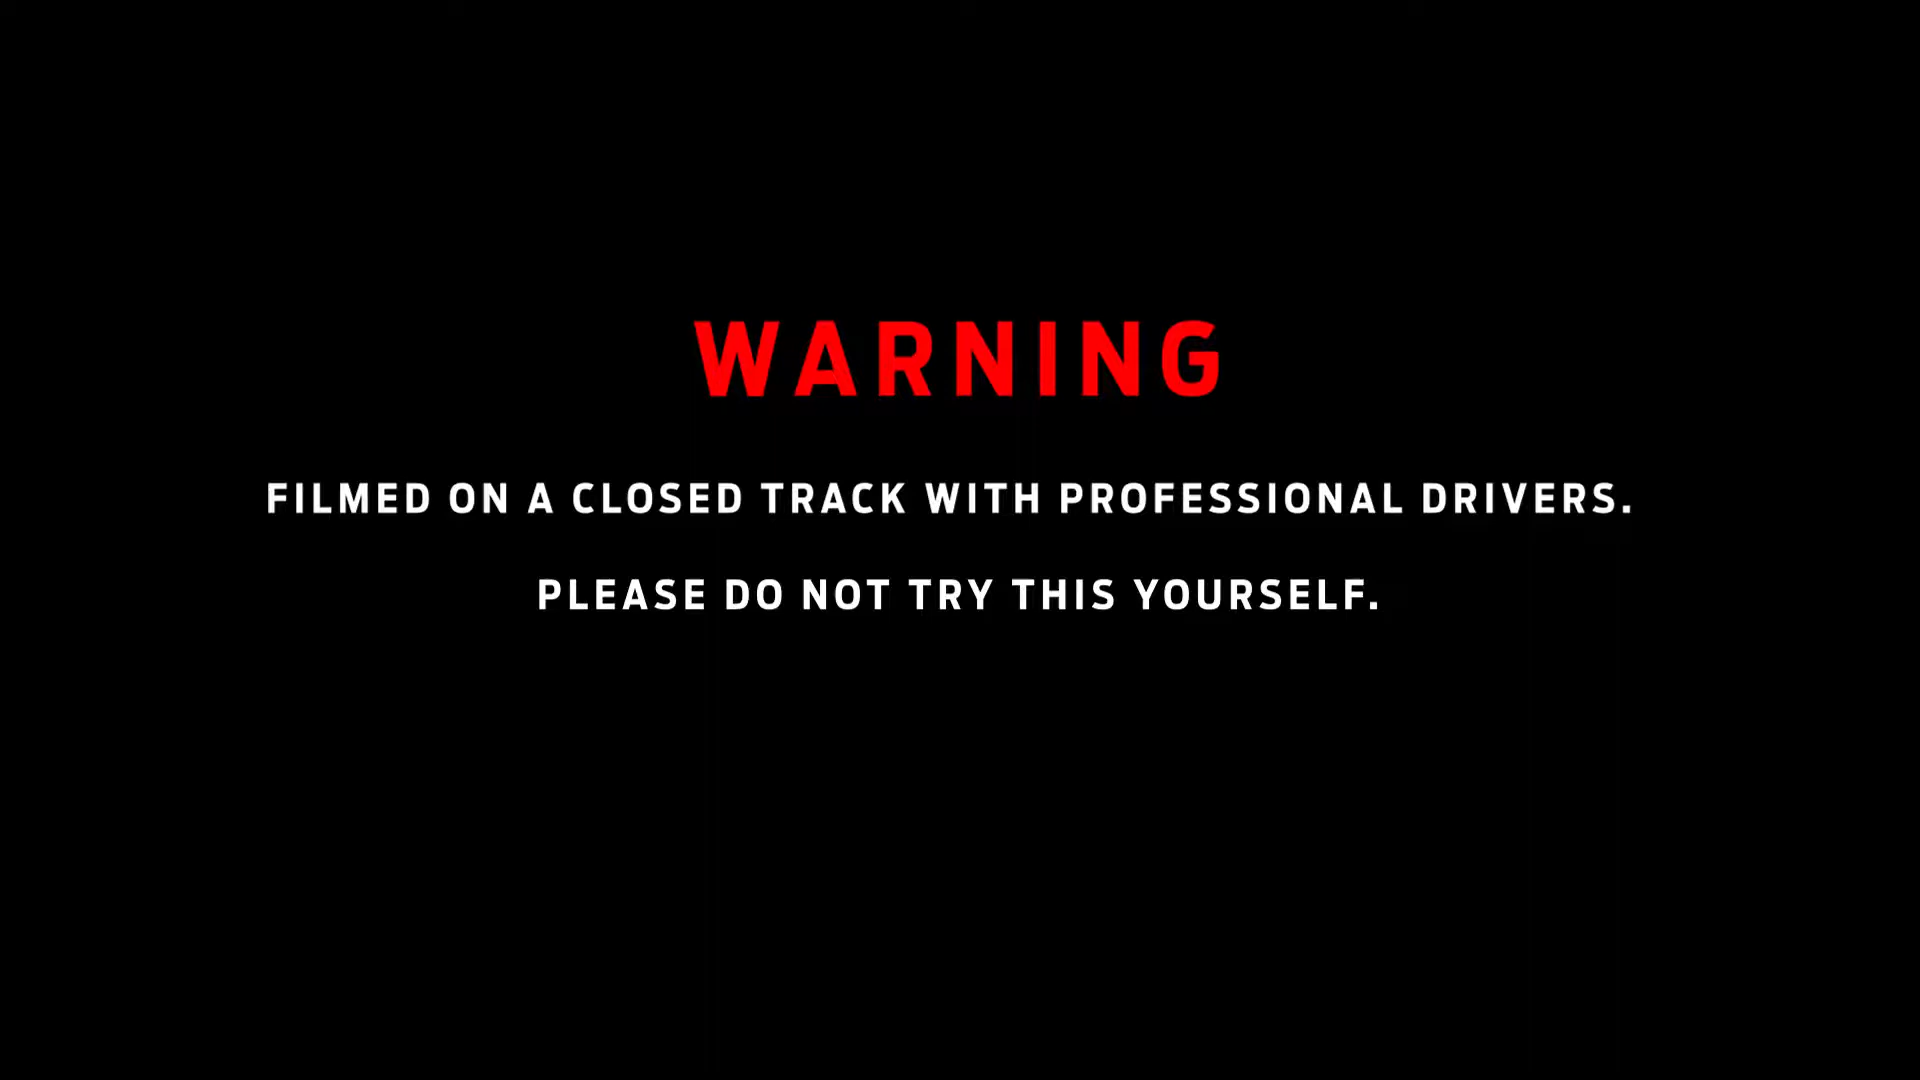 WARNING
FILMED ON A CLOSED TRACK WITH PROFESSIONAL DRIVERS.
PLEASE DO NOT TRY THIS YOURSELF.